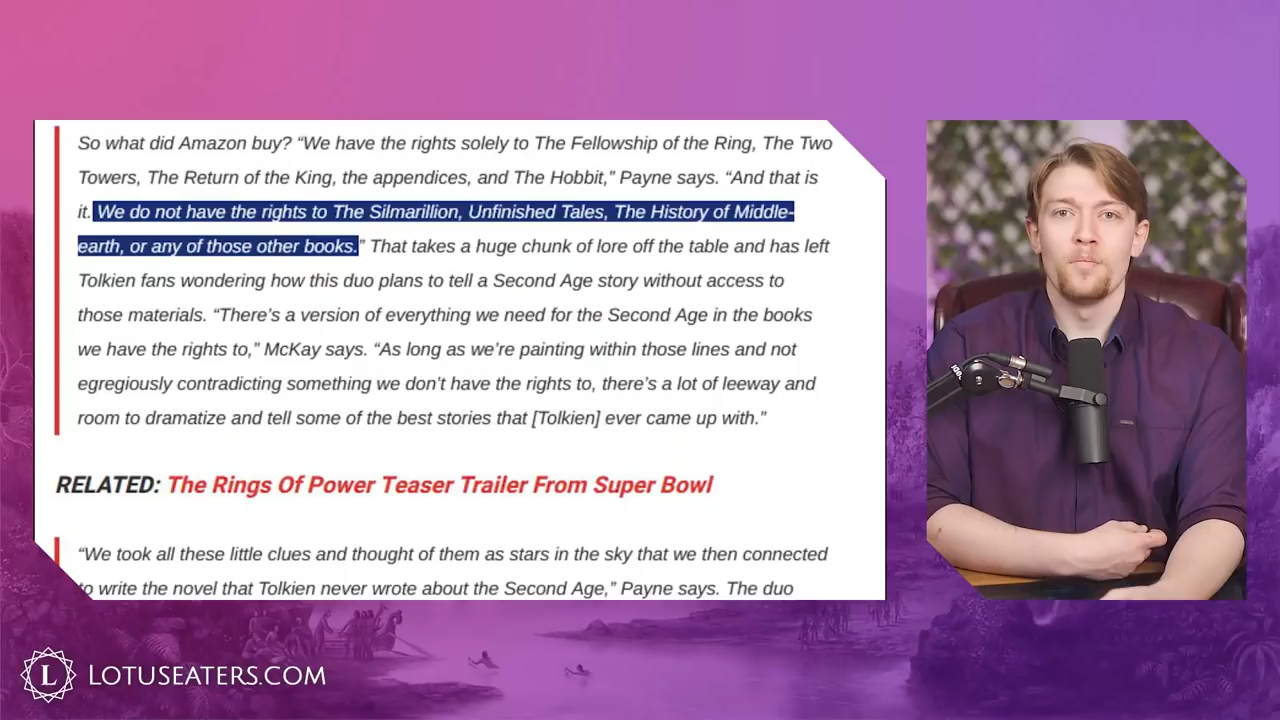 So what did Amazon buy? “We have the rights solely to The Fellowship of the Ring, The Two
Towers, The Return of the King, the appendices, and The Hobbit,” Payne says. “And that is
it. We do not have the rights to The Silmarillion, Unfinished Tales, The History of Middle-
earth, or any of those other books.” That takes a huge chunk of lore off the table and has left
Tolkien fans wondering how this duo plans to tell a Second Age story without access to
those materials. “There’s a version of everything we need for the Second Age in the books
we have the rights to,” McKay says. “As long as we’re painting within those lines and not
egregiously contradicting something we don’t have the rights to, there’s a lot of leeway and
room to dramatize and tell some of the best stories that [Tolkien] ever came up with.”
RELATED: The Rings Of Power Teaser Trailer From Super Bowl
“We took all these little clues and thought of them as stars in the sky that we then connected
to write the novel that Tolkien never wrote about the Second Age,” Payne says. The duo
L LOTUSEATERS.COM